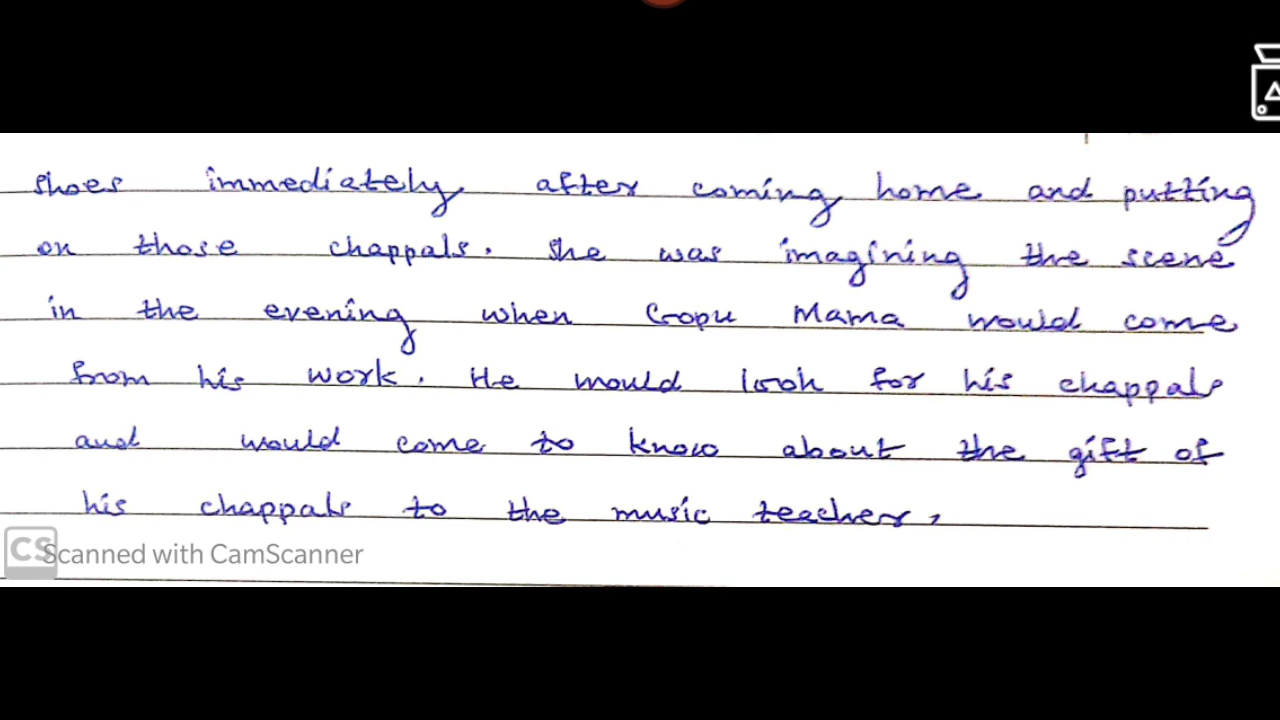 shoes immediately after coming home and putting
on those chappals. She was imagining the scene
in the evening when Gopu Mama would come
from his work. He would look for his chappals
and would come to know about the gift of
his chappals to the music teacher.
CS Scanned with CamScanner